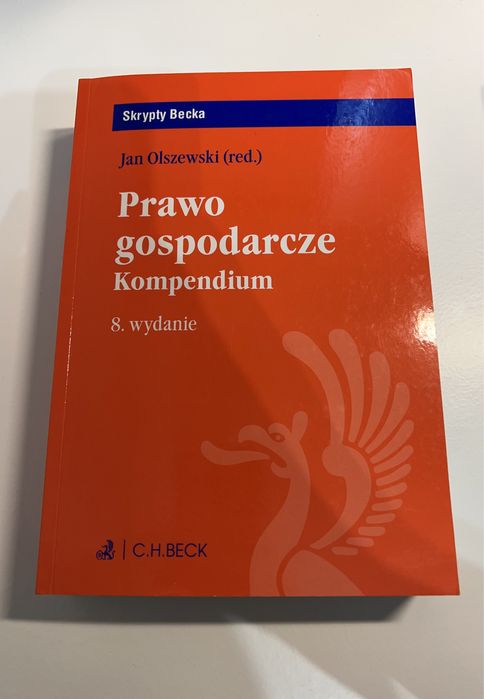 Skrypty Becka
Jan Olszewski (red.)
Prawo
gospodarcze
Kompendium
8. wydanie
C.H.BECK